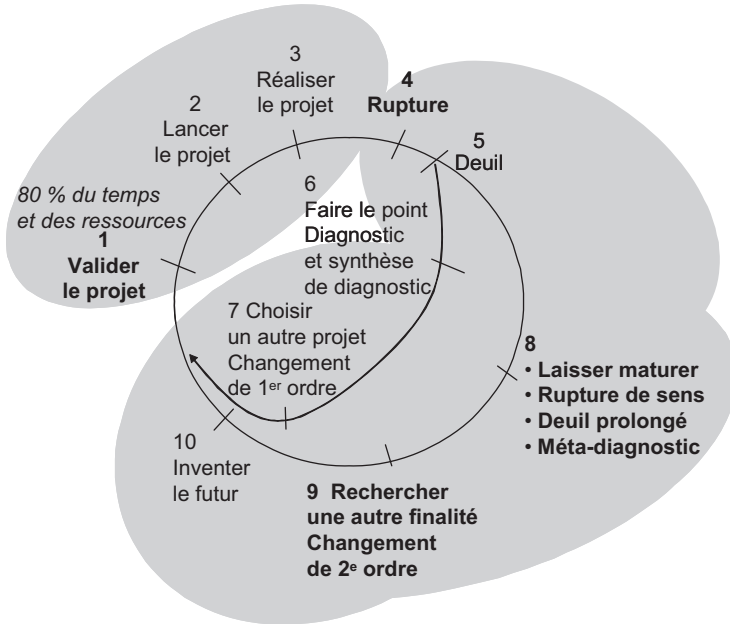 3
Réaliser
le projet
4
Rupture
2
Lancer
le projet
5
Deuil
80 % du temps
et des ressources
1
Valider
le projet
6
Faire le point
Diagnostic
et synthèse
de diagnostic
7 Choisir
un autre projet
Changement
de 1er ordre
8
• Laisser maturer
• Rupture de sens
• Deuil prolongé
• Méta-diagnostic
10
Inventer
le futur
9 Rechercher
une autre finalité
Changement
de 2e ordre